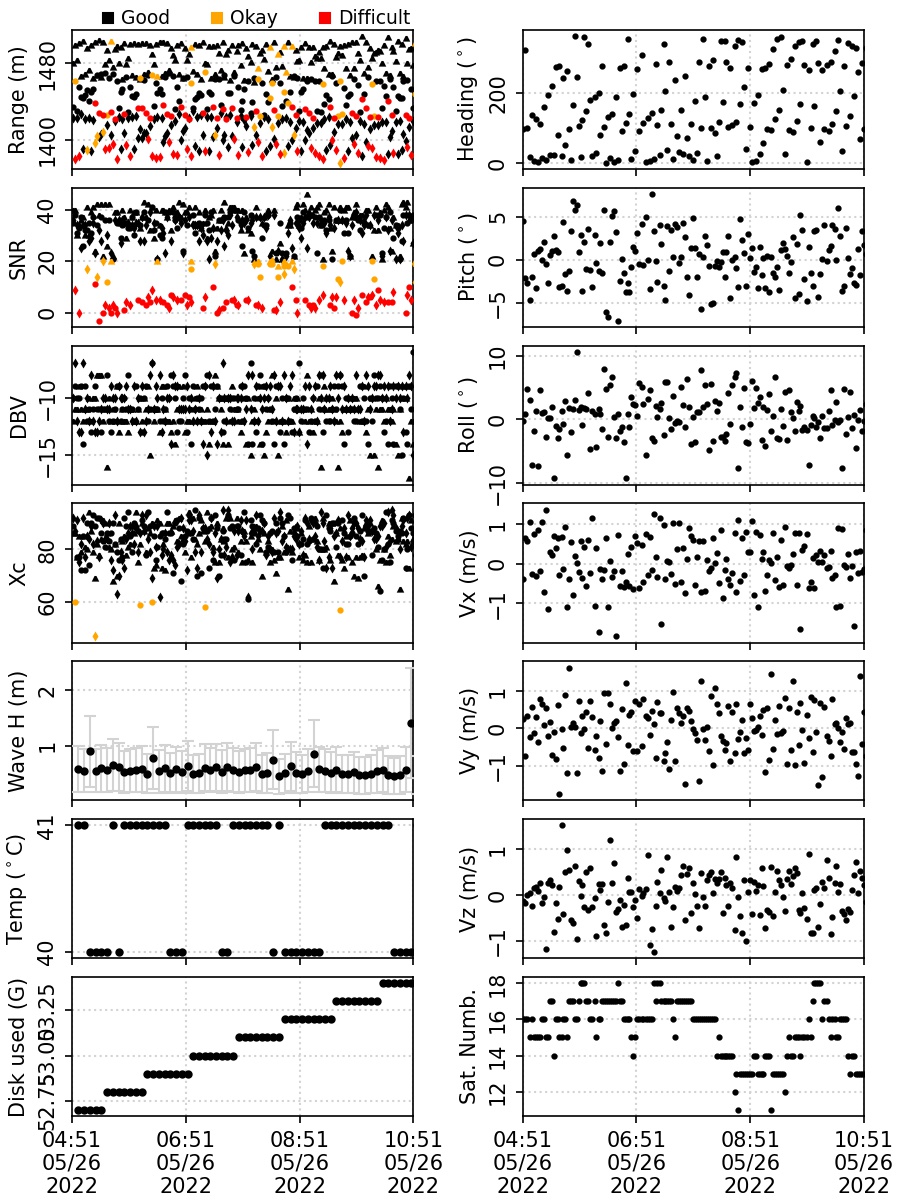 Good Okay Difficult
Range (m)
1480
1400
Heading (°)
200
0
SNR
40
20
0
Pitch (°)
5
0
−5
DBV
−10
−15
Roll (°)
10
0
−10
Xc
80
60
Vx (m/s)
1
0
−1
Wave H (m)
2
1
Vy (m/s)
1
0
−1
Temp (°C)
41
40
Vz (m/s)
1
0
−1
Disk used (G)
53.25
53.00
52.75
Sat. Numb.
18
16
14
12
04:51 06:51 08:51 10:51 04:51 06:51 08:51 10:51
05/26 05/26 05/26 05/26 05/26 05/26 05/26 05/26
2022 2022 2022 2022 2022 2022 2022 2022